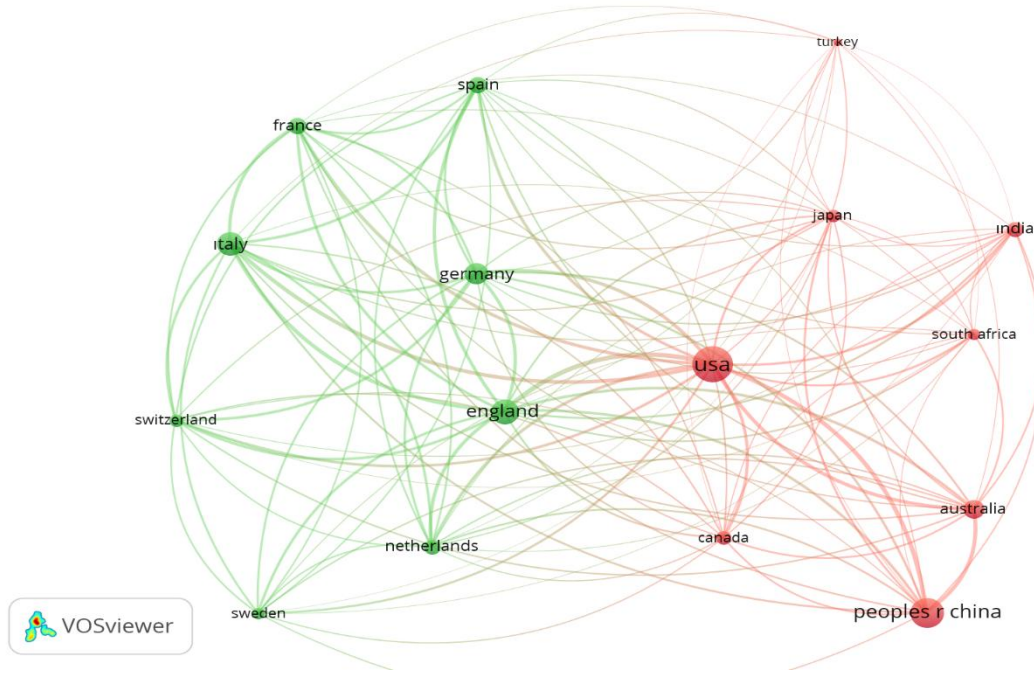 turkey
spain
france
japan
india
italy
germany
south africa
usa
england
switzerland
australia
canada
netherlands
sweden
peoples r china
VOSviewer